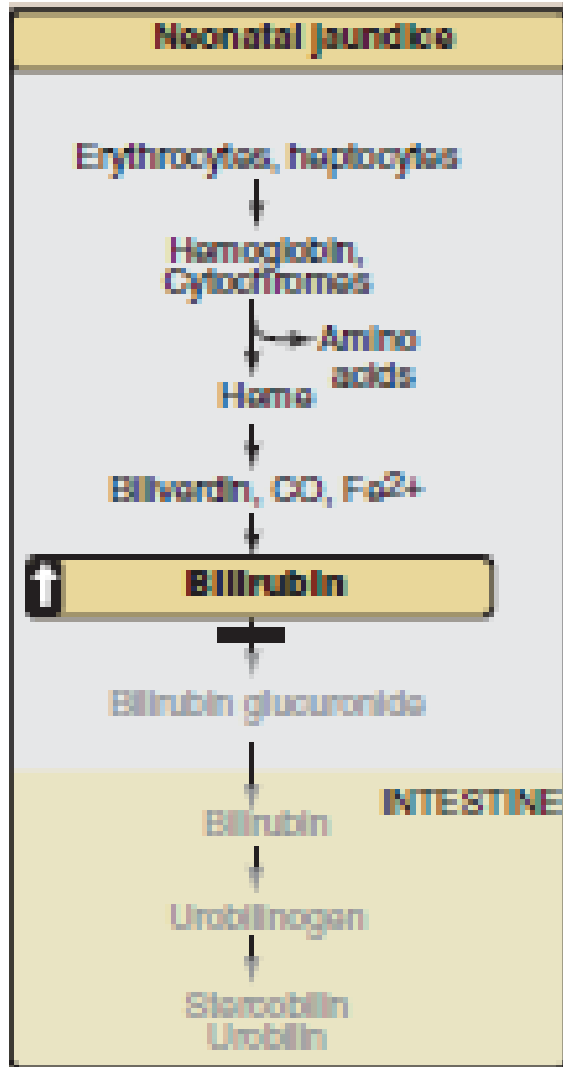 Neonatal jaundice
Erythrocytes, heptocytes
Hemoglobin,
Cytochromes
Amino
acids
Heme
Biliverdin, CO, Fe2+
↑ Bilirubin
Bilirubin glucuronide
INTESTINE
Bilirubin
Urobilinogen
Stercobilin
Urobilin